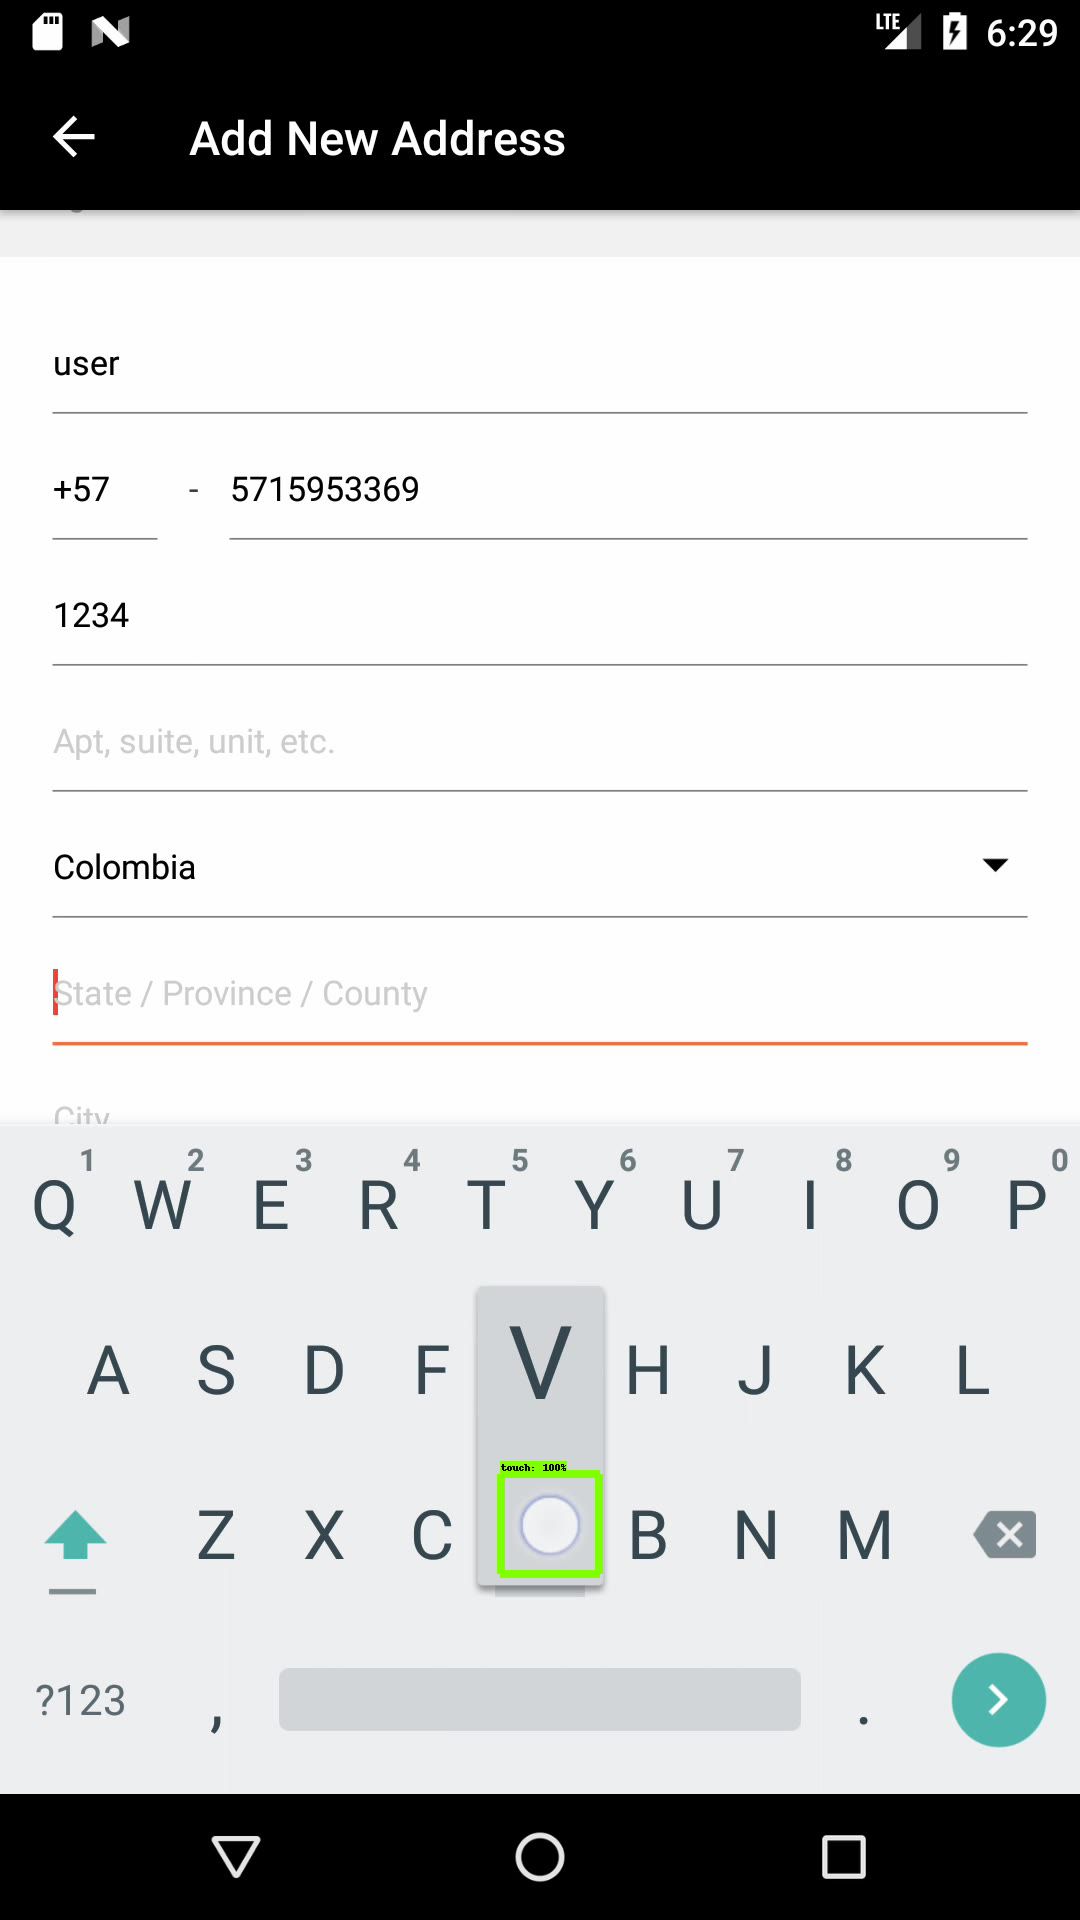 LTE 6:29
Add New Address
user
+57 - 5715953369
1234
Apt, suite, unit, etc.
Colombia
State / Province / County
City
1 2 3 4 5 6 7 8 9 0
Q W E R T Y U I O P
A S D F V H J K L
touch: 100%
Z X C B N M
?123 , .